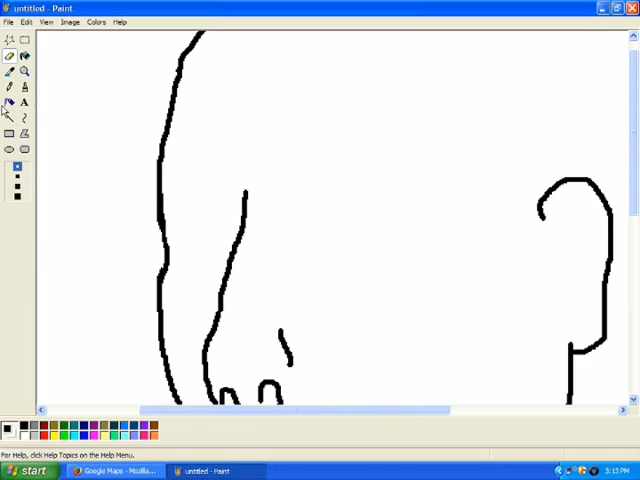 untitled - Paint
File Edit View Image Colors Help
A
For Help, click Help Topics on the Help Menu.
start Google Maps - Mozilla... untitled - Paint 3:13 PM